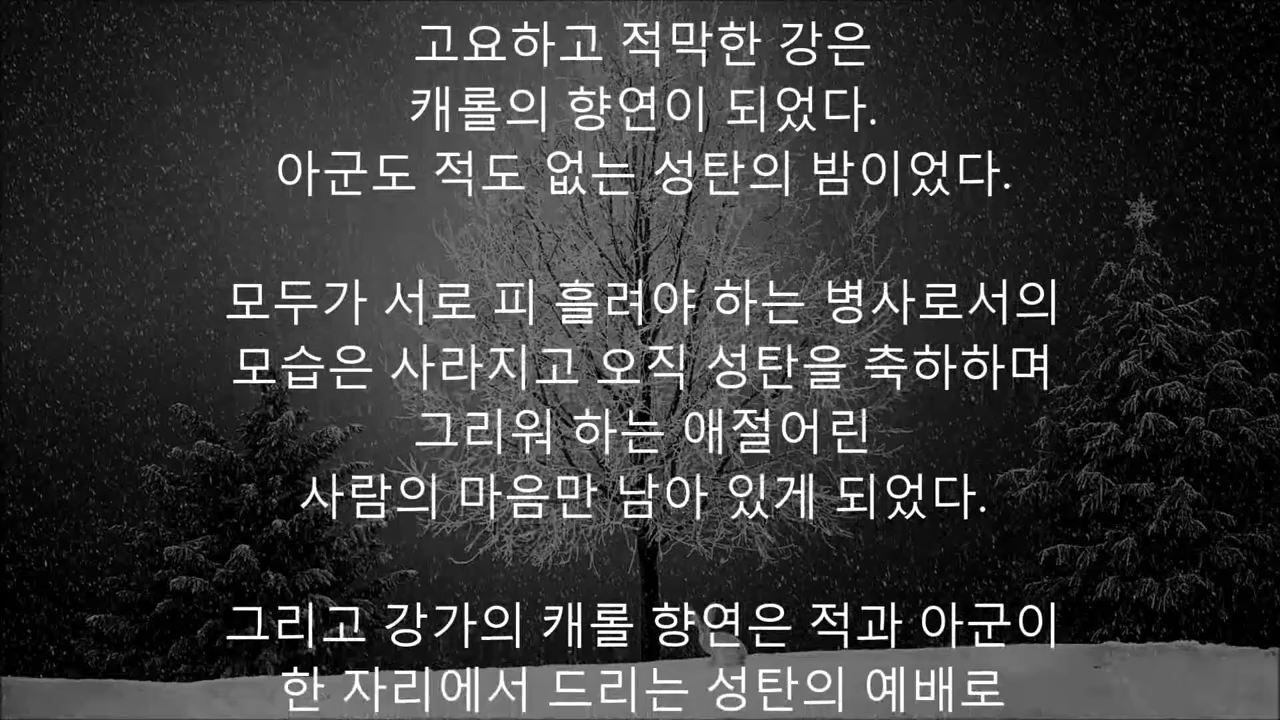 고요하고 적막한 강은
캐롤의 향연이 되었다.
아군도 적도 없는 성탄의 밤이었다.
모두가 서로 피 흘려야 하는 병사로서의
모습은 사라지고 오직 성탄을 축하하며
그리워 하는 애절어린
사람의 마음만 남아 있게 되었다.
그리고 강가의 캐롤 향연은 적과 아군이
한 자리에서 드리는 성탄의 예배로